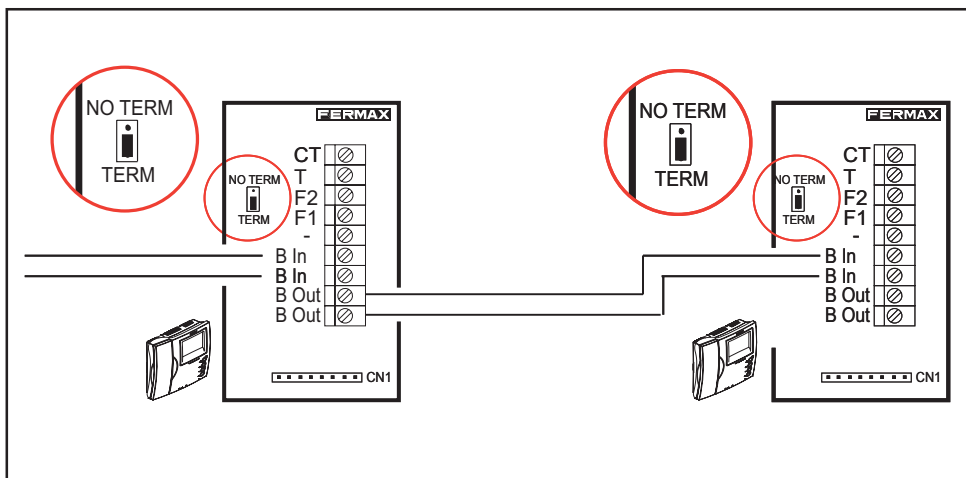 NO TERM
TERM
FERMAX
CT
T
F2
F1
-
B In
B In
B Out
B Out
NO TERM
TERM
CN1
NO TERM
TERM
FERMAX
CT
T
F2
F1
-
B In
B In
B Out
B Out
NO TERM
TERM
CN1